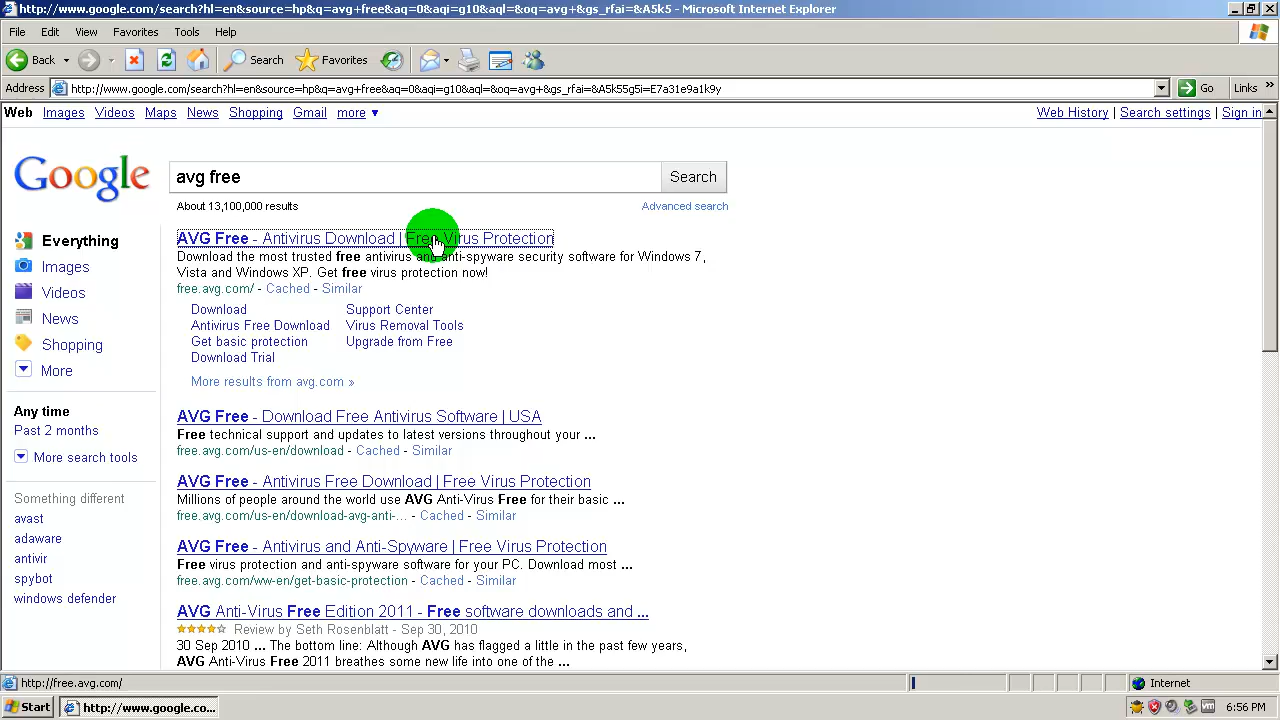 http://www.google.com/search?hl=en&source=hp&q=avg+free&aq=0&aqi=g10&aql=&oq=avg+&gs_rfai=&A5k5 - Microsoft Internet Explorer
File Edit View Favorites Tools Help
Back Search Favorites
Address http://www.google.com/search?hl=en&source=hp&q=avg+free&aq=0&aqi=g10&aql=&oq=avg+&gs_rfai=&A5k55g5i=E7a31e9a1k9y Go Links »
Web Images Videos Maps News Shopping Gmail more ▼ Web History | Search settings | Sign in
Google avg free Search
About 13,100,000 results Advanced search
Everything
Images
Videos
News
Shopping
More
Any time
Past 2 months
More search tools
Something different
avast
adaware
antivir
spybot
windows defender
AVG Free - Antivirus Download | Free Virus Protection
Download the most trusted free antivirus and anti-spyware security software for Windows 7,
Vista and Windows XP. Get free virus protection now!
free.avg.com/ - Cached - Similar
Download Support Center
Antivirus Free Download Virus Removal Tools
Get basic protection Upgrade from Free
Download Trial
More results from avg.com »
AVG Free - Download Free Antivirus Software | USA
Free technical support and updates to latest versions throughout your ...
free.avg.com/us-en/download - Cached - Similar
AVG Free - Antivirus Free Download | Free Virus Protection
Millions of people around the world use AVG Anti-Virus Free for their basic ...
free.avg.com/us-en/download-avg-anti-... - Cached - Similar
AVG Free - Antivirus and Anti-Spyware | Free Virus Protection
Free virus protection and anti-spyware software for your PC. Download most ...
free.avg.com/ww-en/get-basic-protection - Cached - Similar
AVG Anti-Virus Free Edition 2011 - Free software downloads and ...
Review by Seth Rosenblatt - Sep 30, 2010
30 Sep 2010 ... The bottom line: Although AVG has flagged a little in the past few years,
AVG Anti-Virus Free 2011 breathes some new life into one of the ...
http://free.avg.com/ Internet
Start http://www.google.co... 6:56 PM